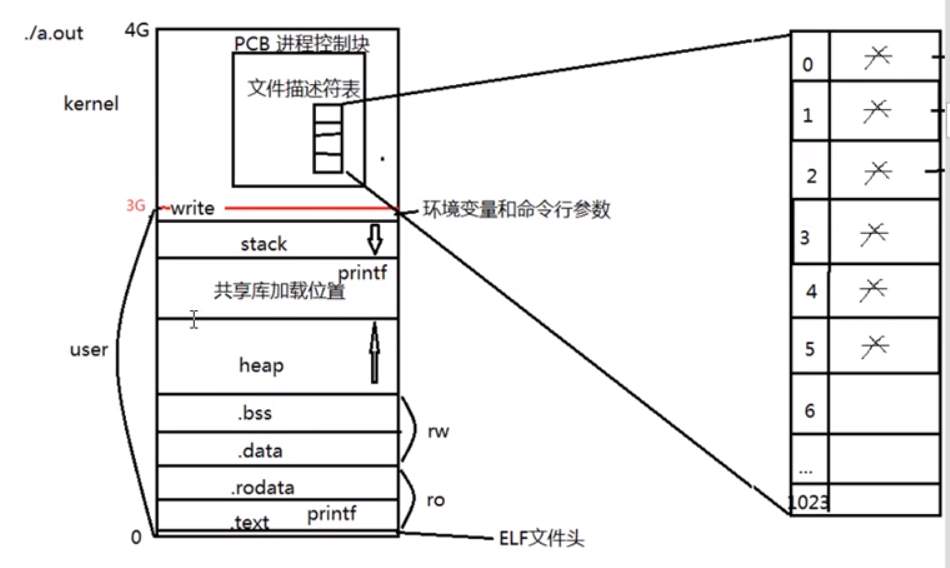 ./a.out
4G
PCB 进程控制块
文件描述符表
kernel
3G
write
环境变量和命令行参数
stack
printf
共享库加载位置
user
heap
.bss
rw
.data
.rodata
ro
.text
printf
0
ELF文件头
0
1
2
3
4
5
6
...
1023